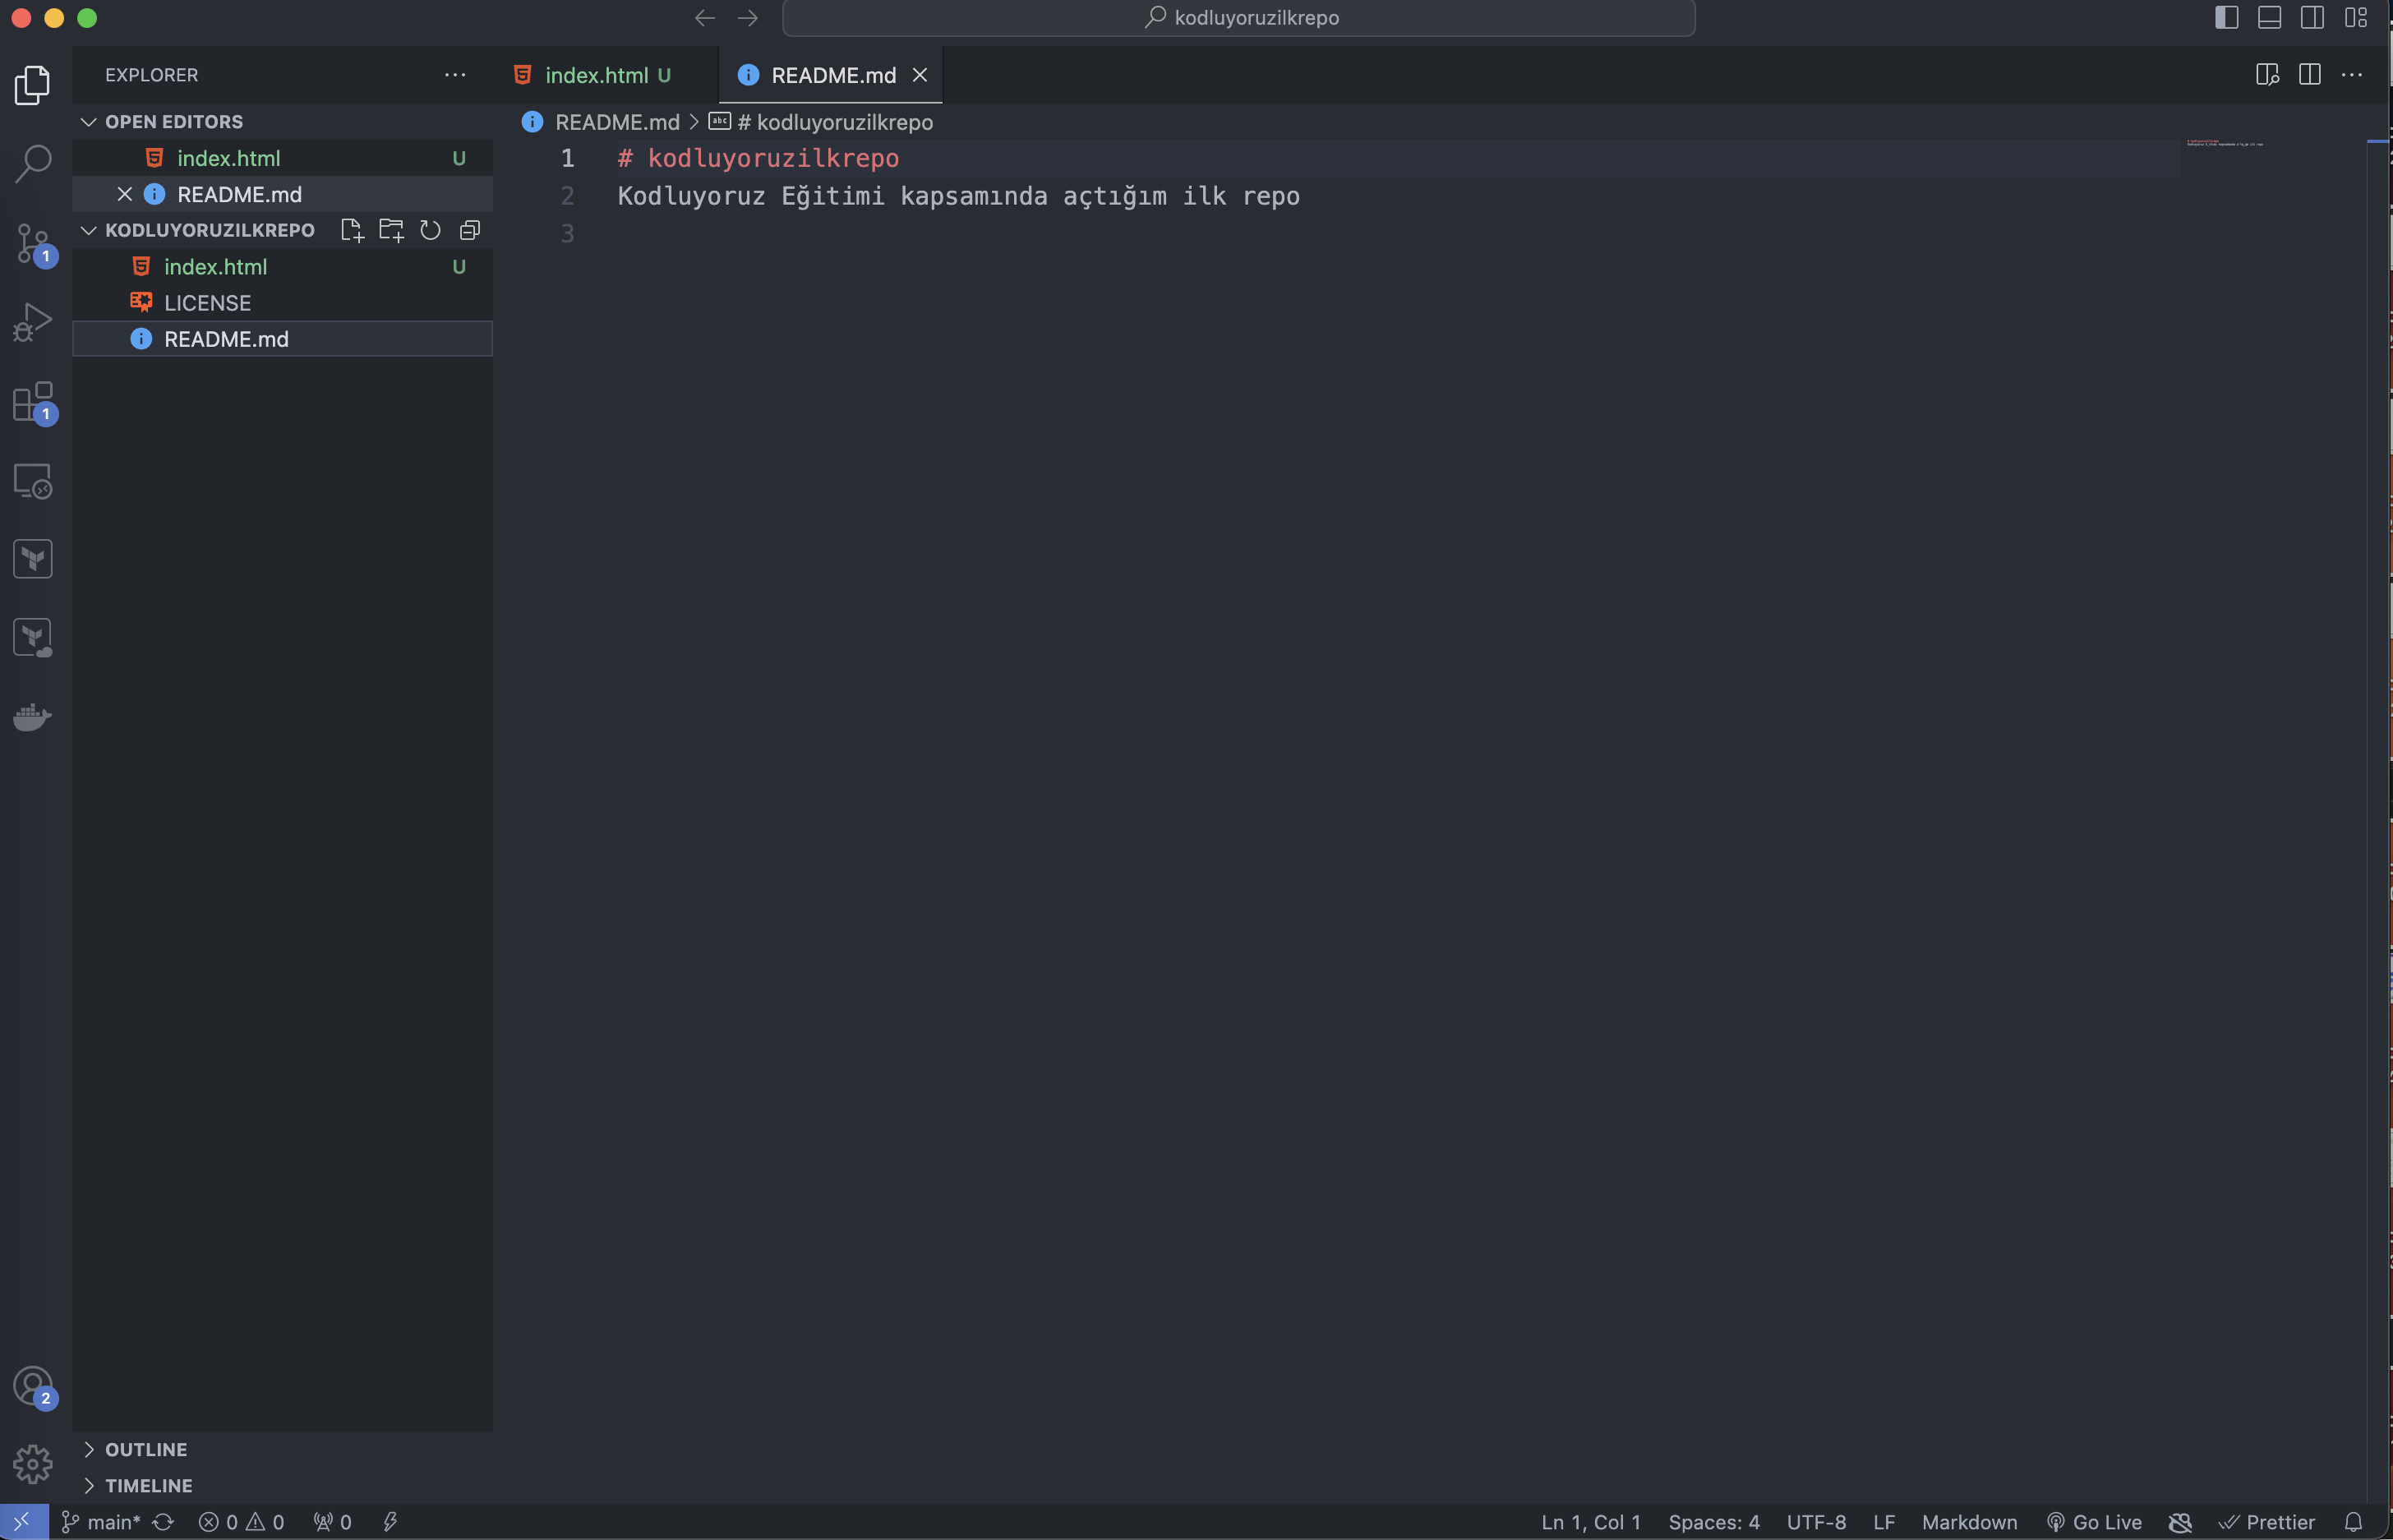 kodluyoruzilkrepo
EXPLORER
index.html U
README.md
OPEN EDITORS
README.md > # kodluyoruzilkrepo
index.html U
README.md
KODLUYORUZILKREPO
index.html U
LICENSE
README.md
1 # kodluyoruzilkrepo
2 Kodluyoruz Eğitimi kapsamında açtığım ilk repo
3
1
1
2
OUTLINE
TIMELINE
main* 0 0 0 Ln 1, Col 1 Spaces: 4 UTF-8 LF Markdown Go Live Prettier